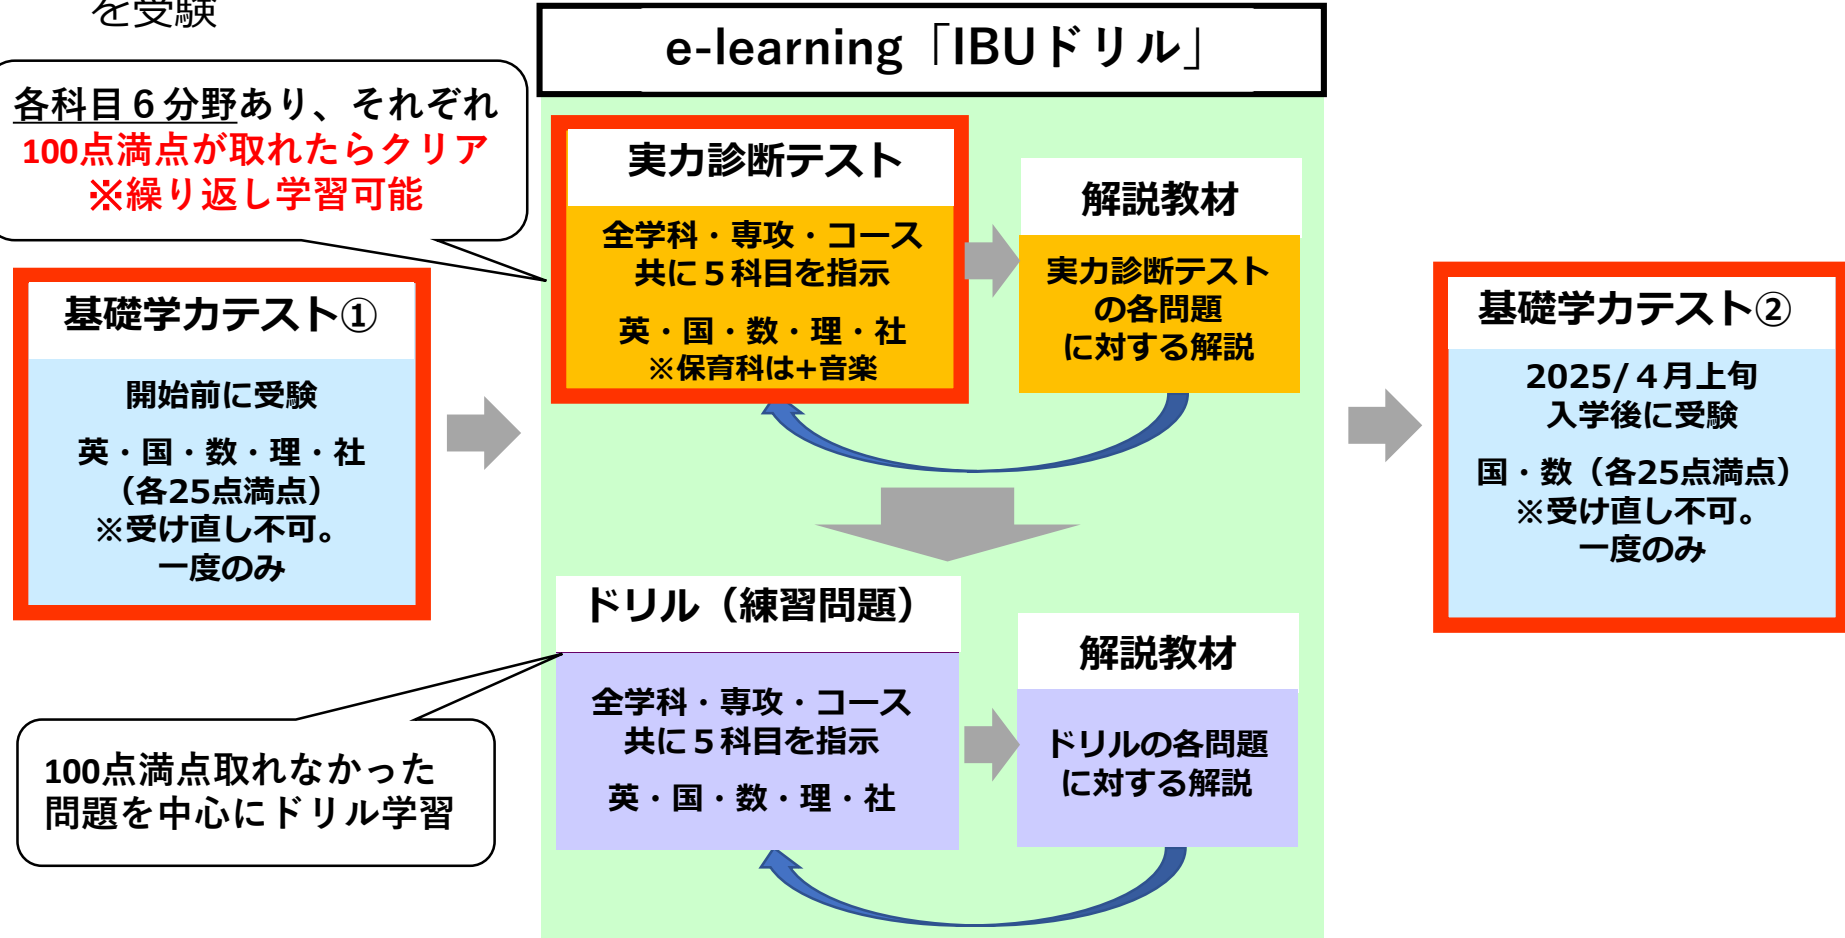 を受験
e-learning「IBUドリル」
各科目６分野あり、それぞれ
100点満点が取れたらクリア
※繰り返し学習可能
基礎学力テスト①
開始前に受験
英・国・数・理・社
（各25点満点）
※受け直し不可。
一度のみ
実力診断テスト
全学科・専攻・コース
共に５科目を指示
英・国・数・理・社
※保育科は+音楽
解説教材
実力診断テスト
の各問題
に対する解説
ドリル（練習問題）
全学科・専攻・コース
共に５科目を指示
英・国・数・理・社
解説教材
ドリルの各問題
に対する解説
100点満点取れなかった
問題を中心にドリル学習
基礎学力テスト②
2025/４月上旬
入学後に受験
国・数（各25点満点）
※受け直し不可。
一度のみ